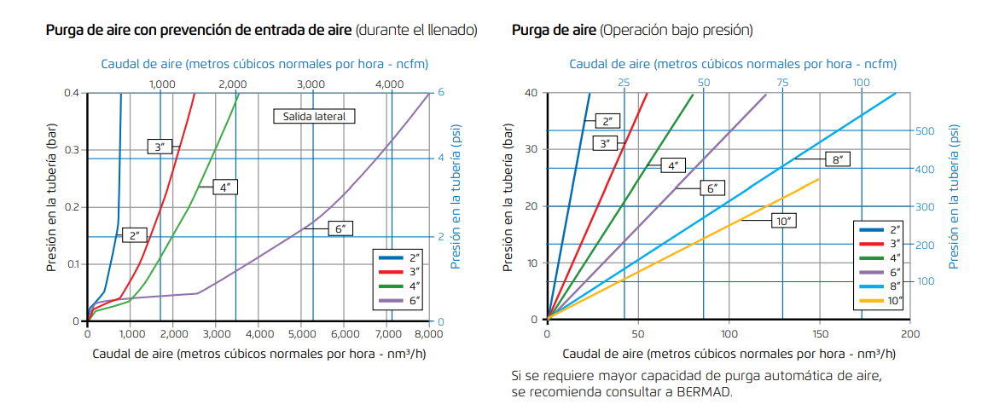 Purga de aire con prevención de entrada de aire (durante el llenado)
Caudal de aire (metros cúbicos normales por hora - ncfm)
1,000 2,000 3,000 4,000
0.4 6
Salida lateral
Presión en la tubería (bar)
3"
0.3
4
4"
0.2
6"
2"
2
Presión en la tubería (psi)
0.1
2"
3"
4"
6"
0 0
0 1,000 2,000 3,000 4,000 5,000 6,000 7,000 8,000
Caudal de aire (metros cúbicos normales por hora - nm³/h)
Purga de aire (Operación bajo presión)
Caudal de aire (metros cúbicos normales por hora - ncfm)
25 50 75 100
40
Presión en la tubería (bar)
2"
500
3"
30
8"
4"
400
6"
20 300
10"
Presión en la tubería (psi)
200
10
100
2"
3"
4"
6"
8"
10"
0
0 50 100 150 200
Caudal de aire (metros cúbicos normales por hora - nm³/h)
Si se requiere mayor capacidad de purga automática de aire,
se recomienda consultar a BERMAD.